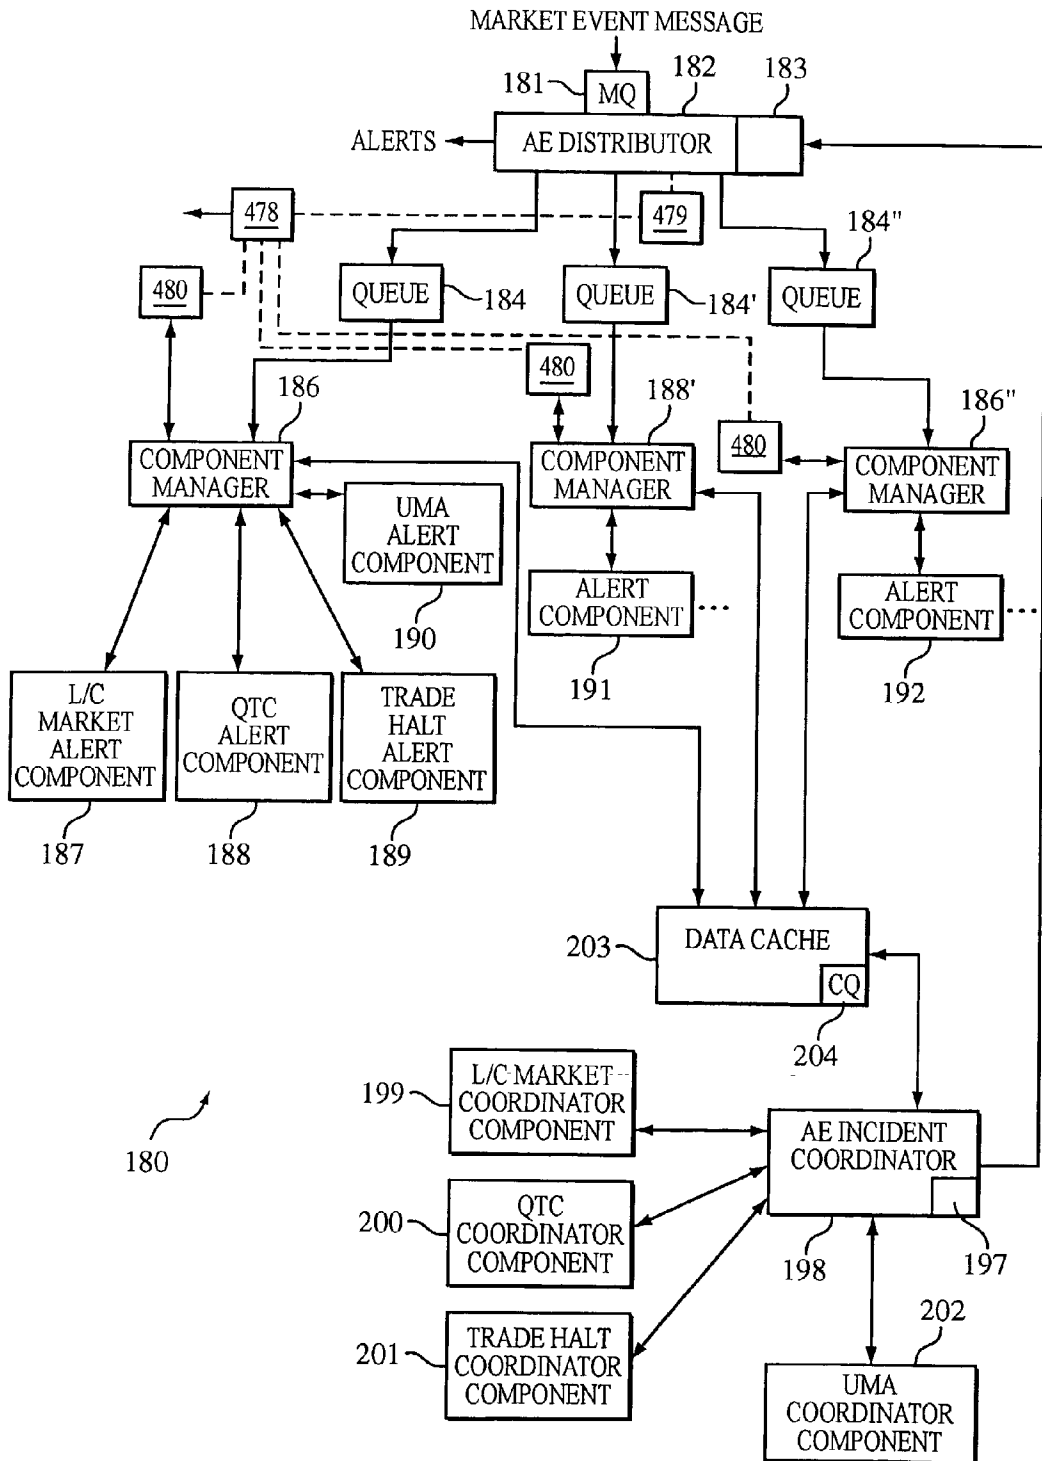 MARKET EVENT MESSAGE
181
182
183
MQ
ALERTS
AE DISTRIBUTOR
478
479
184"
480
QUEUE
184
QUEUE
184'
QUEUE
480
186
188'
186"
480
COMPONENT
MANAGER
COMPONENT
MANAGER
COMPONENT
MANAGER
UMA
ALERT
COMPONENT
190
ALERT
COMPONENT
...
191
ALERT
COMPONENT
...
192
L/C
MARKET
ALERT
COMPONENT
QTC
ALERT
COMPONENT
TRADE
HALT
ALERT
COMPONENT
187
188
189
203
DATA CACHE
CQ
204
199
L/C MARKET
COORDINATOR
COMPONENT
180
AE INCIDENT
COORDINATOR
200
QTC
COORDINATOR
COMPONENT
198
197
201
TRADE HALT
COORDINATOR
COMPONENT
202
UMA
COORDINATOR
COMPONENT